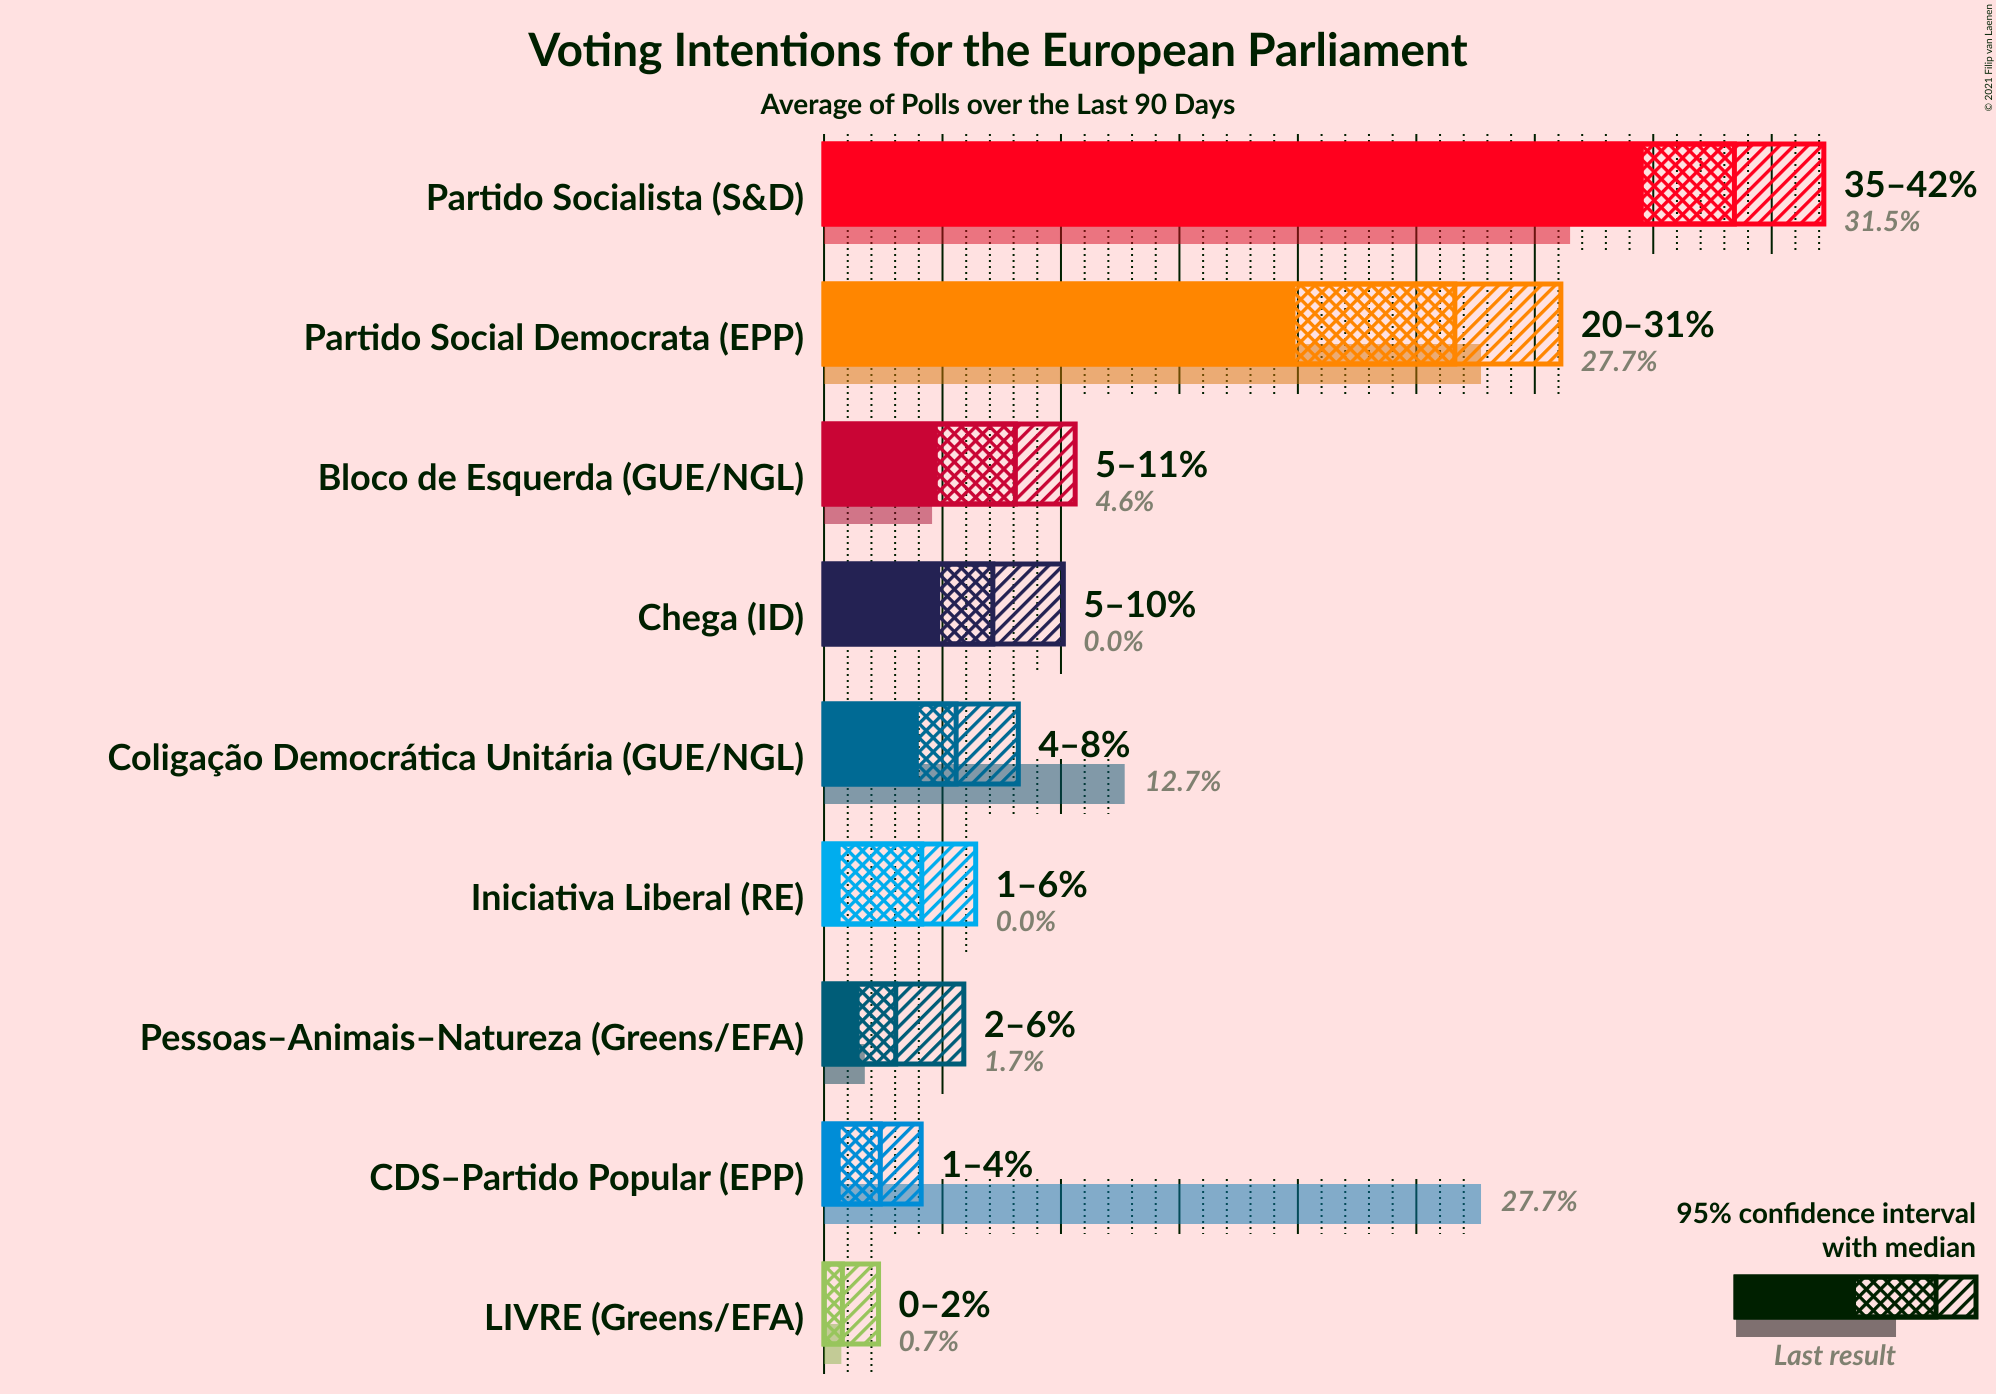 Voting Intentions for the European Parliament
Average of Polls over the Last 90 Days
© 2021 Filip van Laenen
Partido Socialista (S&D)
35–42%
31.5%
Partido Social Democrata (EPP)
20–31%
27.7%
Bloco de Esquerda (GUE/NGL)
5–11%
4.6%
Chega (ID)
5–10%
0.0%
Coligação Democrática Unitária (GUE/NGL)
4–8%
12.7%
Iniciativa Liberal (RE)
1–6%
0.0%
Pessoas–Animais–Natureza (Greens/EFA)
2–6%
1.7%
CDS–Partido Popular (EPP)
1–4%
27.7%
LIVRE (Greens/EFA)
0–2%
0.7%
95% confidence interval
with median
Last result